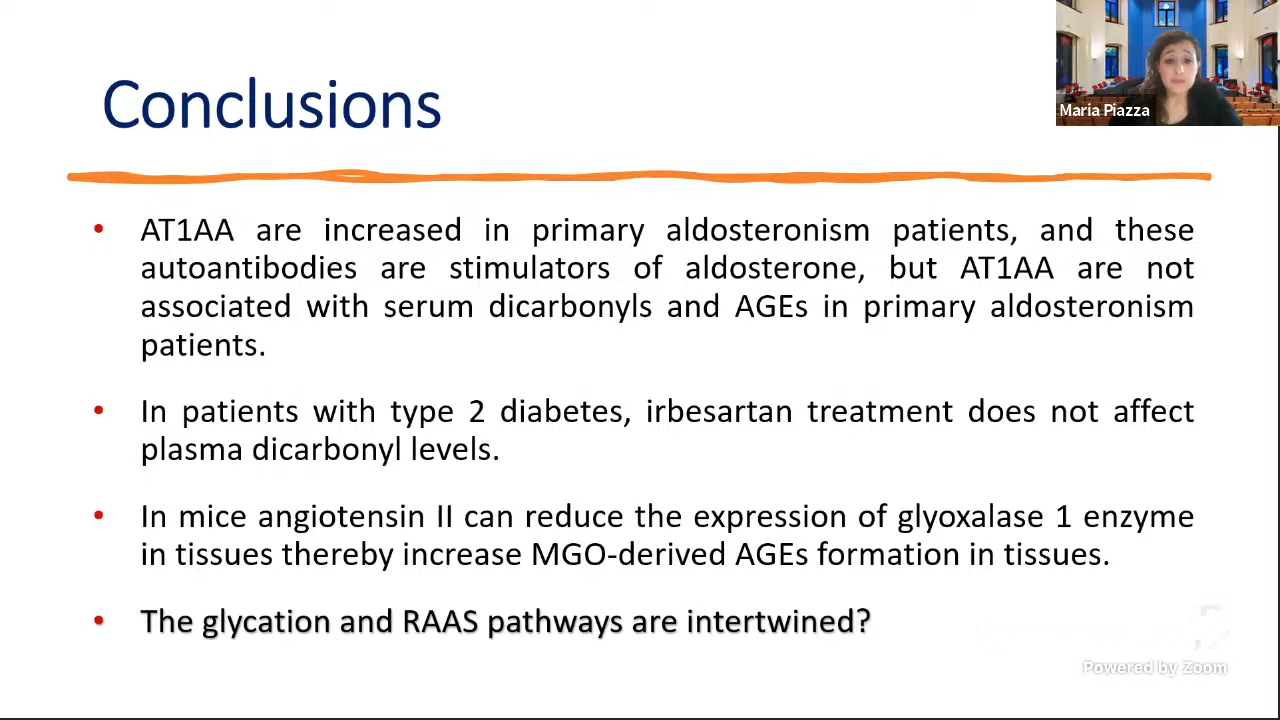 Conclusions
Maria Piazza
• AT1AA are increased in primary aldosteronism patients, and these
autoantibodies are stimulators of aldosterone, but AT1AA are not
associated with serum dicarbonyls and AGEs in primary aldosteronism
patients.
• In patients with type 2 diabetes, irbesartan treatment does not affect
plasma dicarbonyl levels.
• In mice angiotensin II can reduce the expression of glyoxalase 1 enzyme
in tissues thereby increase MGO-derived AGEs formation in tissues.
• The glycation and RAAS pathways are intertwined?
Powered by Zoom